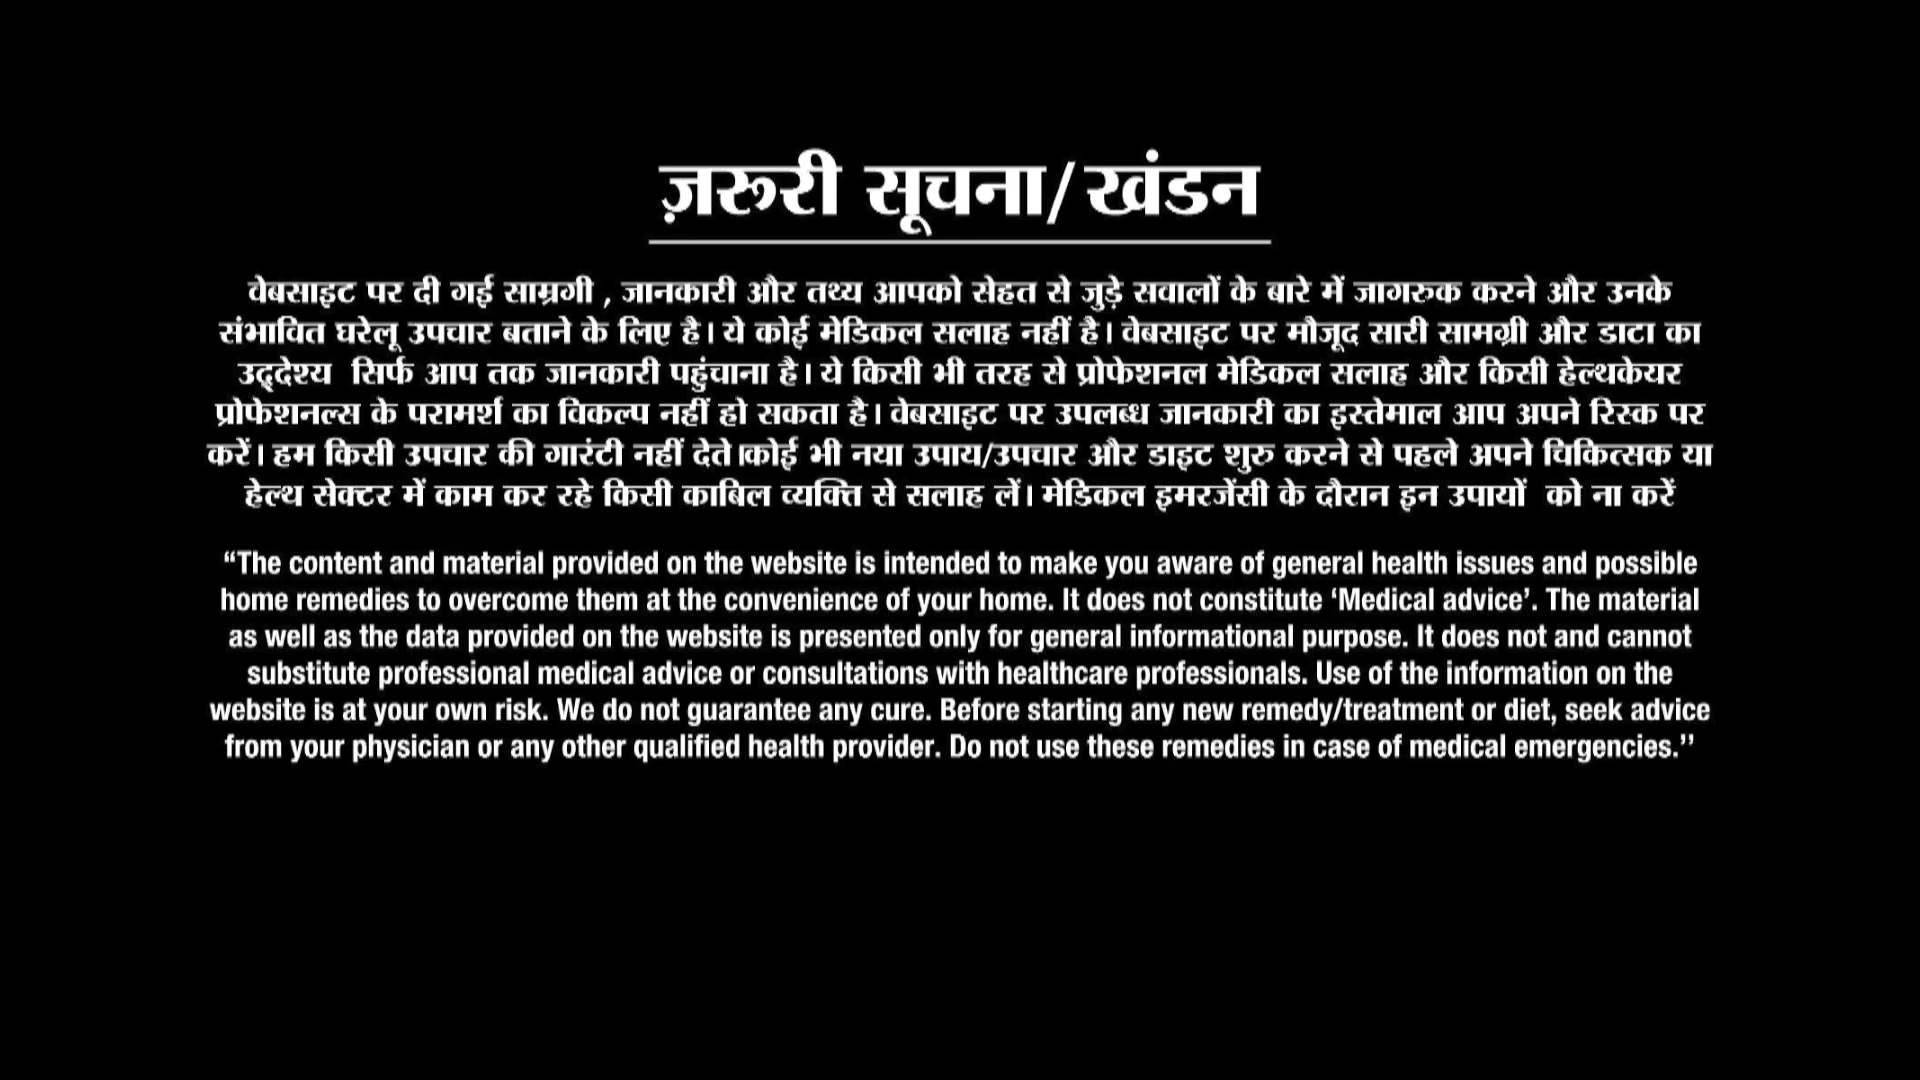 ज़रूरी सूचना/खंडन
वेबसाइट पर दी गई साम्रगी , जानकारी और तथ्य आपको सेहत से जुड़े सवालों के बारे में जागरुक करने और उनके
संभावित घरेलू उपचार बताने के लिए है। ये कोई मेडिकल सलाह नहीं है। वेबसाइट पर मौजूद सारी सामग्री और डाटा का
उद्देश्य  सिर्फ आप तक जानकारी पहुंचाना है। ये किसी भी तरह से प्रोफेशनल मेडिकल सलाह और किसी हेल्थकेयर
प्रोफेशनल्स के परामर्श का विकल्प नहीं हो सकता है। वेबसाइट पर उपलब्ध जानकारी का इस्तेमाल आप अपने रिस्क पर
करें। हम किसी उपचार की गारंटी नहीं देते।कोई भी नया उपाय/उपचार और डाइट शुरु करने से पहले अपने चिकित्सक या
हेल्थ सेक्टर में काम कर रहे किसी काबिल व्यक्ति से सलाह लें। मेडिकल इमरजेंसी के दौरान इन उपायों  को ना करें
“The content and material provided on the website is intended to make you aware of general health issues and possible
home remedies to overcome them at the convenience of your home. It does not constitute ‘Medical advice’. The material
as well as the data provided on the website is presented only for general informational purpose. It does not and cannot
substitute professional medical advice or consultations with healthcare professionals. Use of the information on the
website is at your own risk. We do not guarantee any cure. Before starting any new remedy/treatment or diet, seek advice
from your physician or any other qualified health provider. Do not use these remedies in case of medical emergencies.’’